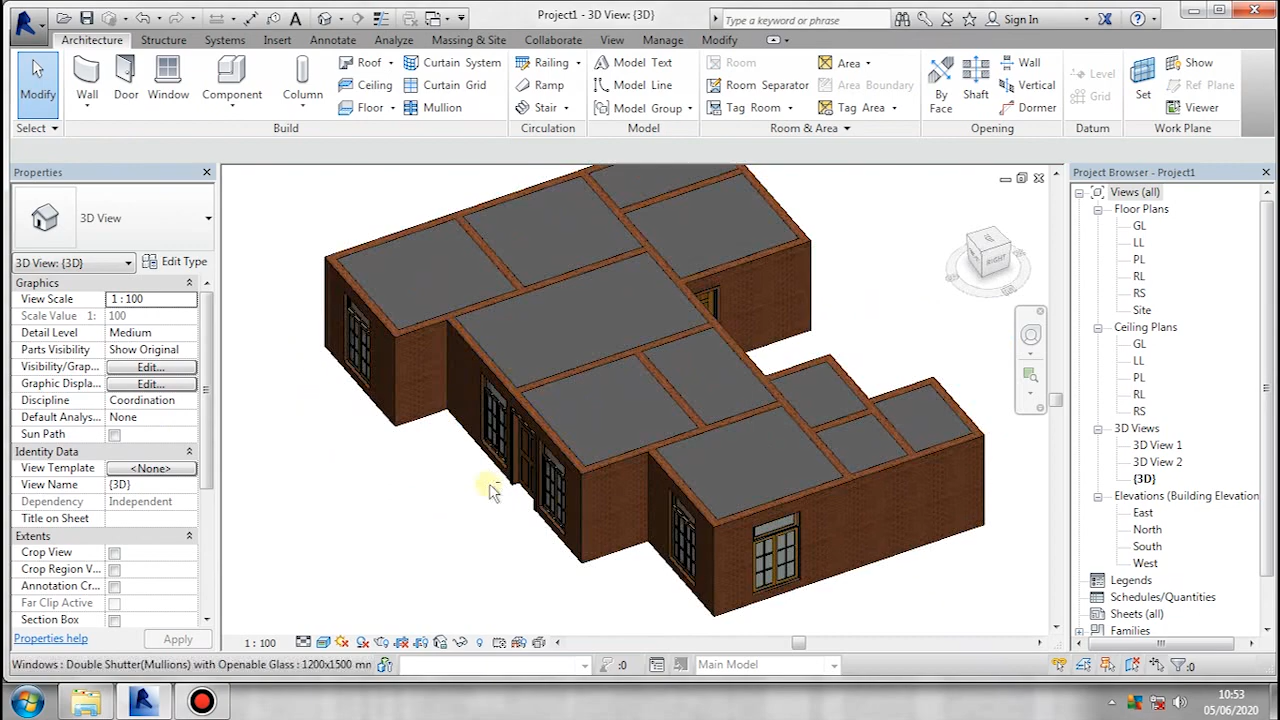 Project1 - 3D View: {3D}
Type a keyword or phrase
Sign In
Architecture
Structure
Systems
Insert
Annotate
Analyze
Massing & Site
Collaborate
View
Manage
Modify
Modify
Wall
Door
Window
Component
Column
Roof
Ceiling
Floor
Curtain System
Curtain Grid
Mullion
Railing
Ramp
Stair
Model Text
Model Line
Model Group
Room
Room Separator
Tag Room
Area
Area Boundary
Tag Area
By
Face
Shaft
Wall
Vertical
Dormer
Level
Grid
Set
Show
Ref Plane
Viewer
Select
Build
Circulation
Model
Room & Area
Opening
Datum
Work Plane
Properties
3D View
3D View: {3D}
Edit Type
Graphics
View Scale 1 : 100
Scale Value 1: 100
Detail Level Medium
Parts Visibility Show Original
Visibility/Grap... Edit...
Graphic Displa... Edit...
Discipline Coordination
Default Analys... None
Sun Path
Identity Data
View Template <None>
View Name {3D}
Dependency Independent
Title on Sheet
Extents
Crop View
Crop Region V...
Annotation Cr...
Far Clip Active
Section Box
Properties help
Apply
RIGHT
1 : 100
Project Browser - Project1
Views (all)
Floor Plans
GL
LL
PL
RL
RS
Site
Ceiling Plans
GL
LL
PL
RL
RS
3D Views
3D View 1
3D View 2
{3D}
Elevations (Building Elevation
East
North
South
West
Legends
Schedules/Quantities
Sheets (all)
Families
Windows : Double Shutter(Mullions) with Openable Glass : 1200x1500 mm
:0
Main Model
:0
10:53
05/06/2020